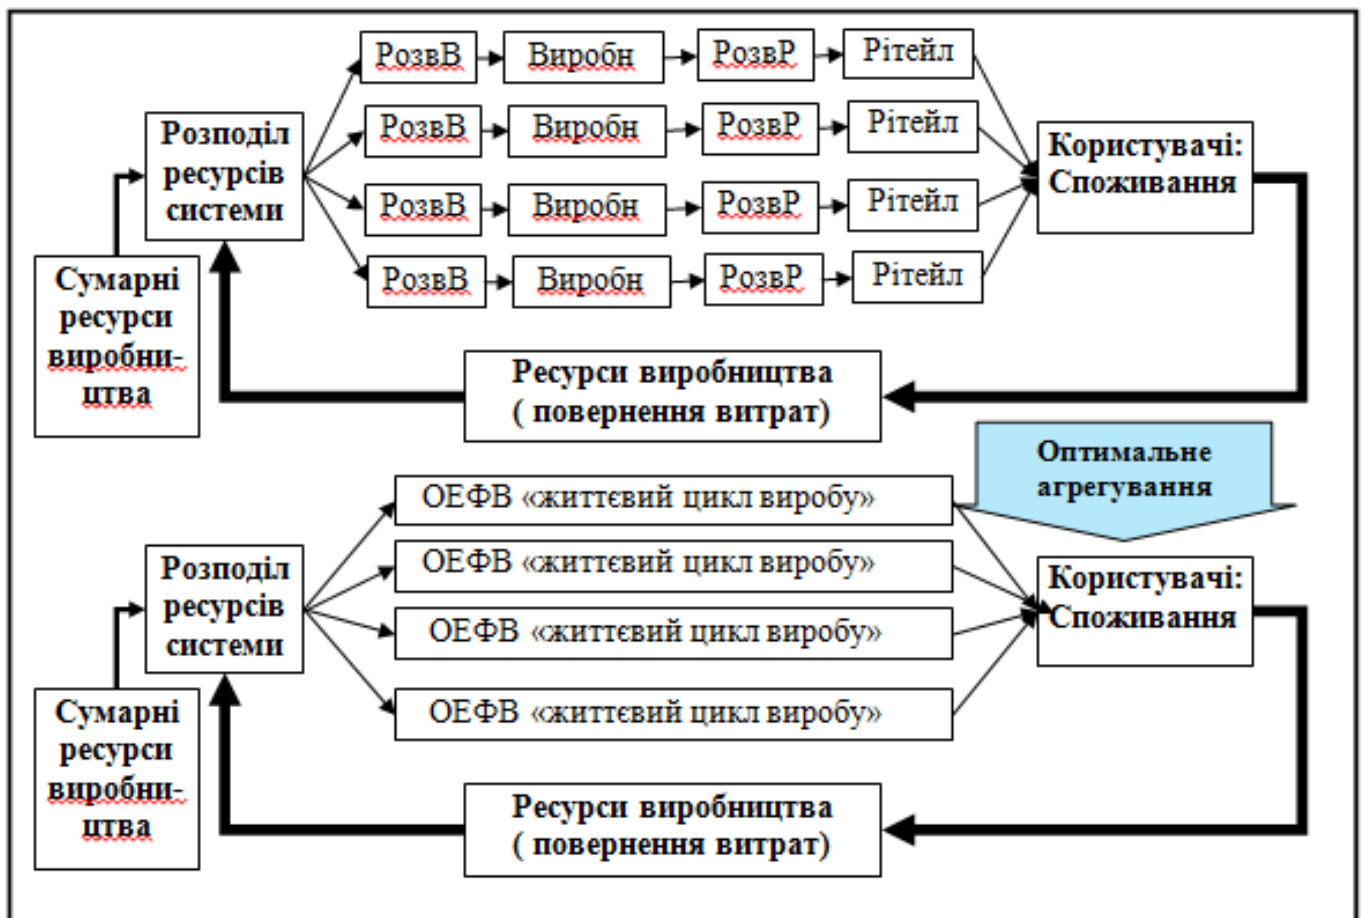 РозвВ
Виробн
РозвР
Рітейл
РозвВ
Виробн
РозвР
Рітейл
РозвВ
Виробн
РозвР
Рітейл
РозвВ
Виробн
РозвР
Рітейл
Розподіл
ресурсів
системи
Користувачі:
Споживання
Сумарні
ресурси
виробни-
цтва
Ресурси виробництва
( повернення витрат)
Оптимальне
агрегування
ОЕФВ «життєвий цикл виробу»
ОЕФВ «життєвий цикл виробу»
ОЕФВ «життєвий цикл виробу»
ОЕФВ «життєвий цикл виробу»
Розподіл
ресурсів
системи
Користувачі:
Споживання
Сумарні
ресурси
виробни-
цтва
Ресурси виробництва
( повернення витрат)